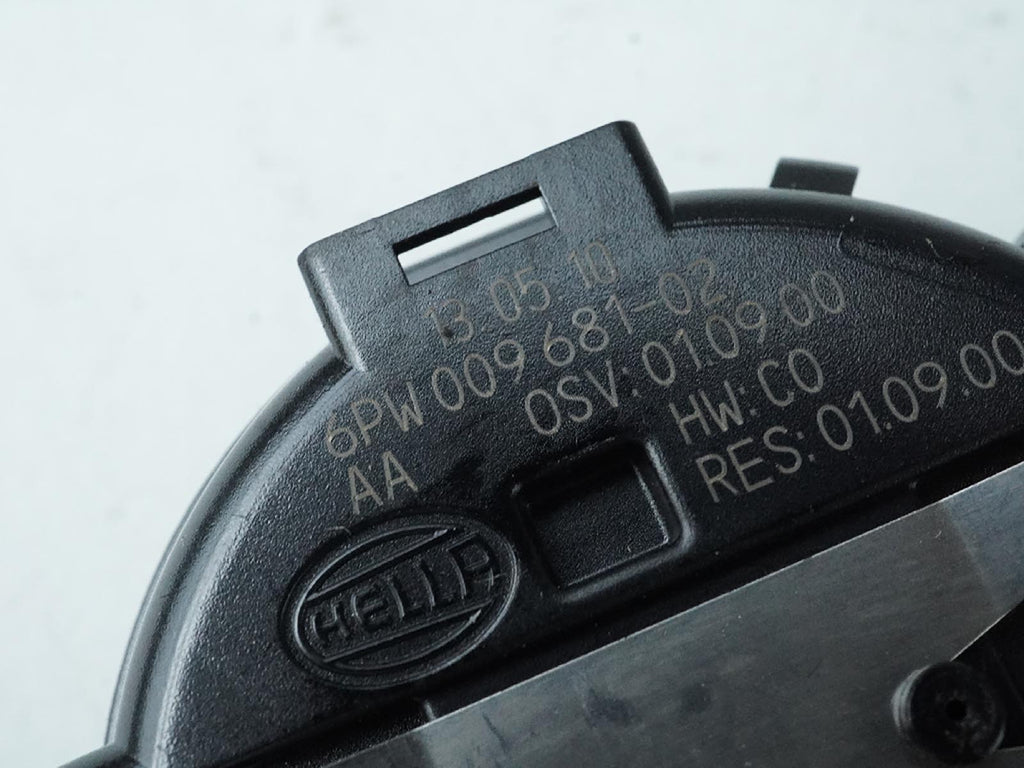 13 05 10
6PW 009 681-02
AA
OSV: 01.09.00
HW: C0
RES: 01.09.00
HELLA